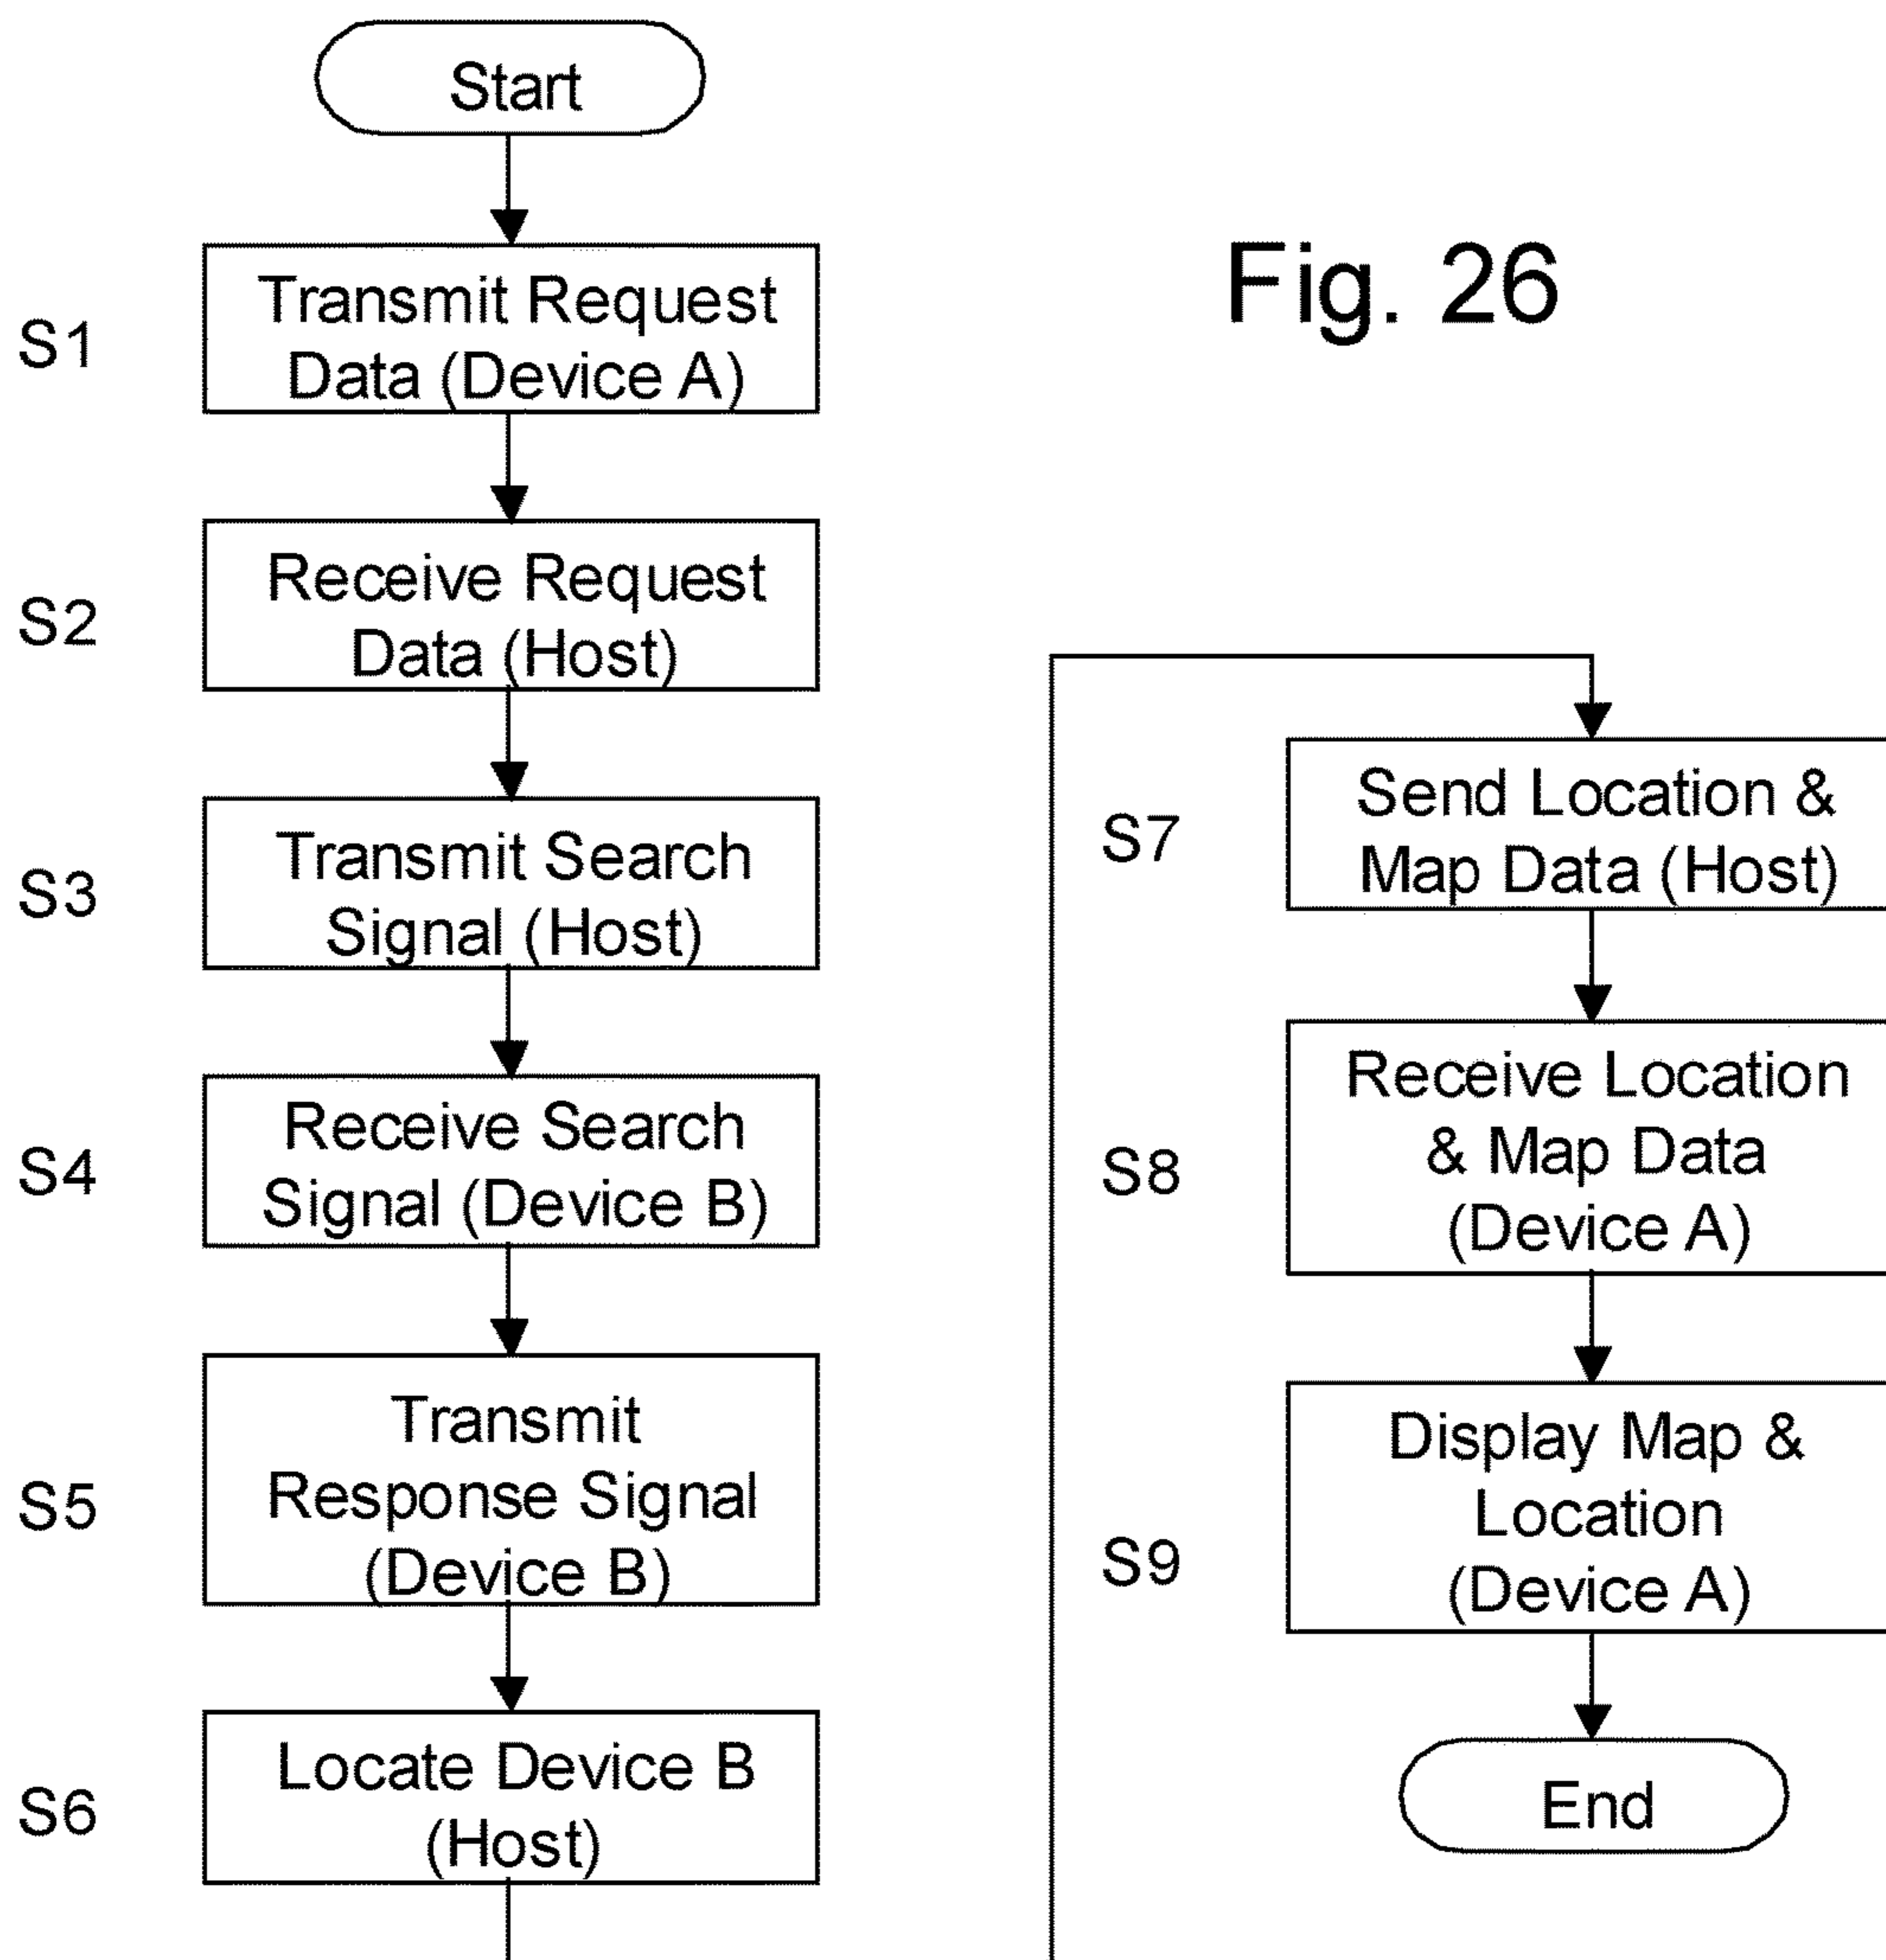 Start
Fig. 26
S1
Transmit Request
Data (Device A)
S2
Receive Request
Data (Host)
S3
Transmit Search
Signal (Host)
S4
Receive Search
Signal (Device B)
S5
Transmit
Response Signal
(Device B)
S6
Locate Device B
(Host)
S7
Send Location &
Map Data (Host)
S8
Receive Location
& Map Data
(Device A)
S9
Display Map &
Location
(Device A)
End